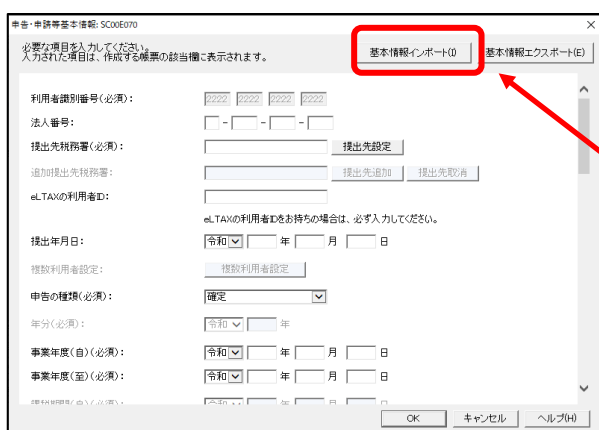 申告・申請等基本情報: SC00E070
必要な項目を入力してください。
入力された項目は、作成する帳票の該当欄に表示されます。
基本情報インポート(I) 基本情報エクスポート(E)
利用者識別番号(必須): 2222 2222 2222 2222
法人番号: - - -
提出先税務署(必須): 提出先設定
追加提出先税務署: 提出先追加 提出先取消
eLTAXの利用者ID:
eLTAXの利用者IDをお持ちの場合は、必ず入力してください。
提出年月日: 令和 年 月 日
複数利用者設定: 複数利用者設定
申告の種類(必須): 確定
年分(必須): 令和 年
事業年度(自)(必須): 令和 年 月 日
事業年度(至)(必須): 令和 年 月 日
課税期間(自)(必須): 令和 年 月 日
OK キャンセル ヘルプ(H)